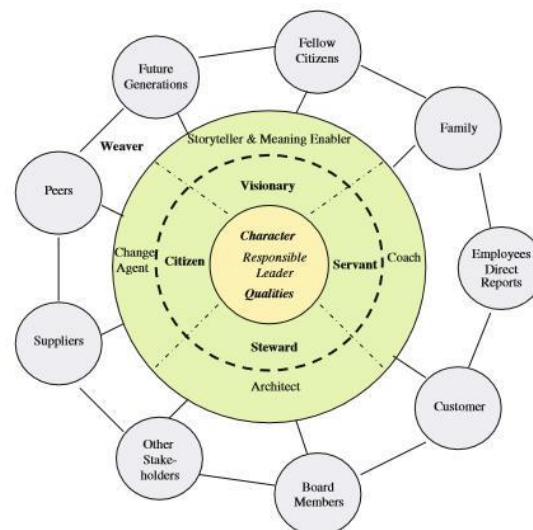 Fellow
Citizens
Future
Generations
Family
Weaver
Storyteller & Meaning Enabler
Visionary
Peers
Character
Responsible
Leader
Qualities
Change
Agent
Citizen
Servant
Coach
Employees
Direct
Reports
Steward
Suppliers
Architect
Customer
Other
Stake-
holders
Board
Members